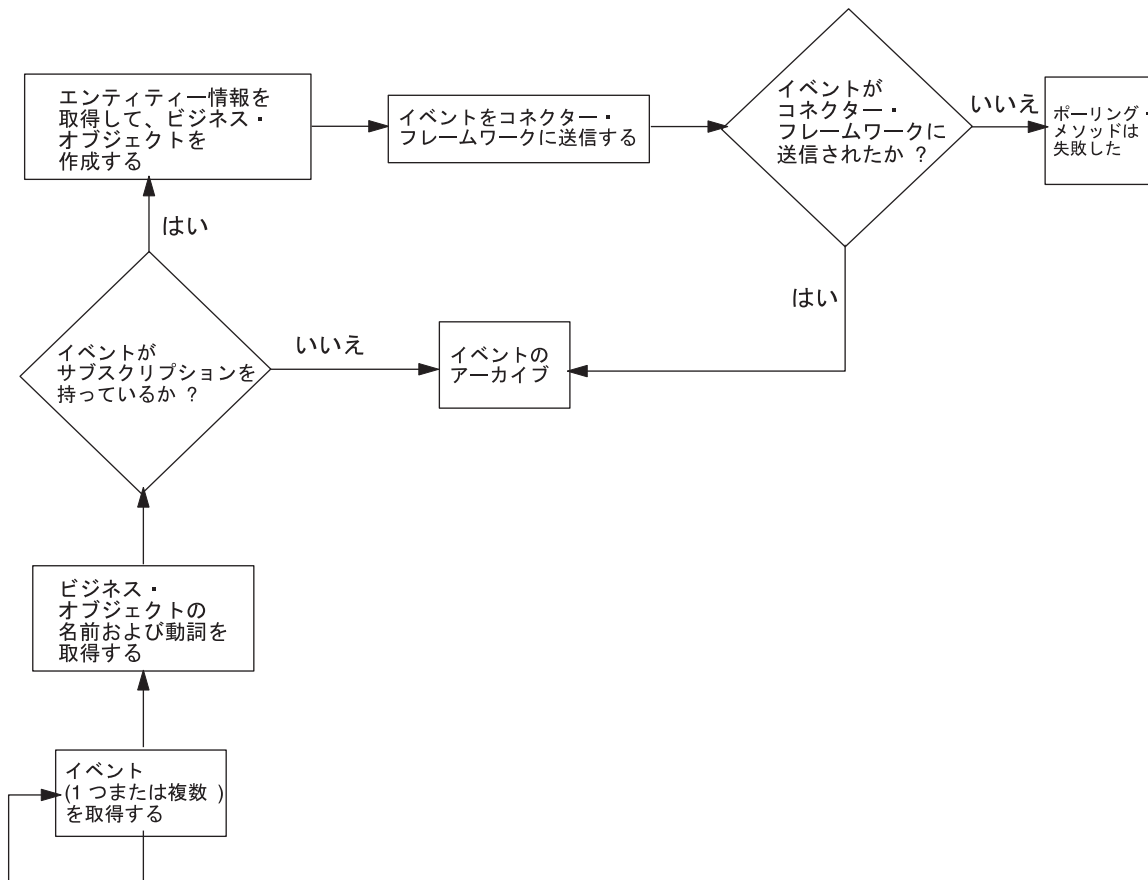 エンティティー情報を
取得して、ビジネス・
オブジェクトを
作成する
イベントをコネクター・
フレームワークに送信する
イベントが
コネクター・
フレームワークに
送信されたか ?
いいえ
ポーリング・
メソッドは
失敗した
はい
はい
イベントが
サブスクリプションを
持っているか ?
いいえ
イベントの
アーカイブ
ビジネス・
オブジェクトの
名前および動詞を
取得する
イベント
(1 つまたは複数 )
を取得する